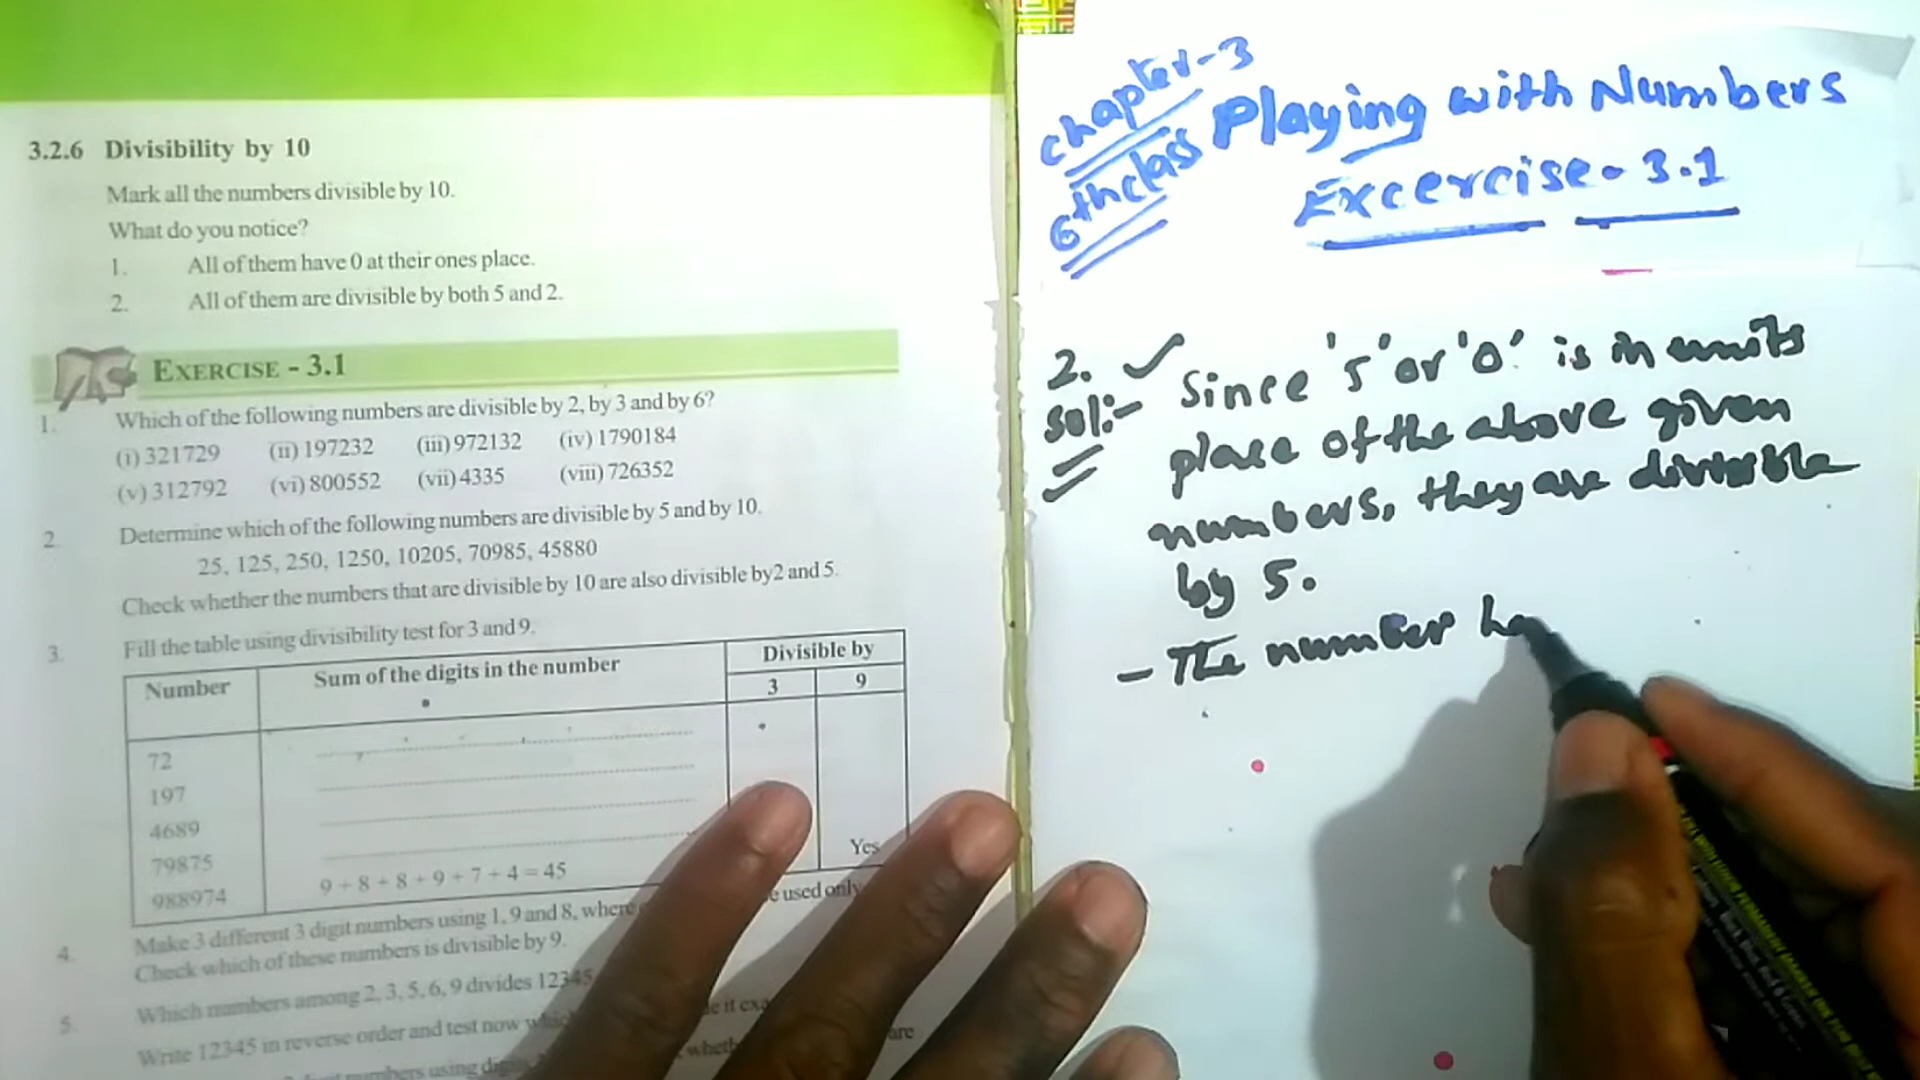 3.2.6 Divisibility by 10
Mark all the numbers divisible by 10.
What do you notice?
1. All of them have 0 at their ones place.
2. All of them are divisible by both 5 and 2.
EXERCISE - 3.1
1. Which of the following numbers are divisible by 2, by 3 and by 6?
(i) 321729 (ii) 197232 (iii) 972132 (iv) 1790184
(v) 312792 (vi) 800552 (vii) 4335 (viii) 726352
2. Determine which of the following numbers are divisible by 5 and by 10.
25, 125, 250, 1250, 10205, 70985, 45880
Check whether the numbers that are divisible by 10 are also divisible by2 and 5.
3. Fill the table using divisibility test for 3 and 9.
Number Sum of the digits in the number Divisible by
3 9
72
197
4689
79875
988974 9 + 8 + 8 + 9 + 7 + 4 = 45 Yes
4. Make 3 different 3 digit numbers using 1, 9 and 8, where used only
Check which of these numbers is divisible by 9.
5. Which numbers among 2, 3, 5, 6, 9 divides 12345
Write 12345 in reverse order and test now
digit numbers using
chapter-3
6th class
Playing with Numbers
Excercise-3.1
2. ✓
Sol:- Since '5' or '0' is in units
place of the above given
numbers, they are divisible
by 5.
- The number